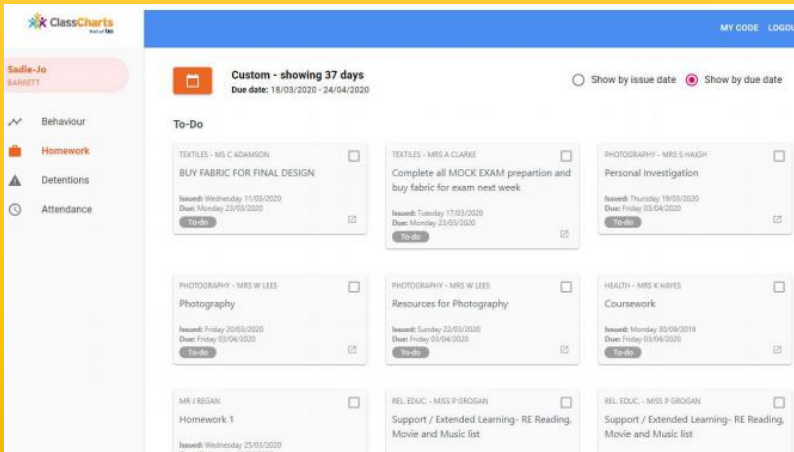 ClassCharts
Part of tes
MY CODE LOGOUT
Sadie-Jo
BARRETT
Behaviour
Homework
Detentions
Attendance
Custom - showing 37 days
Due date: 18/03/2020 - 24/04/2020
Show by issue date
Show by due date
To-Do
TEXTILES - MS C ADAMSON
BUY FABRIC FOR FINAL DESIGN
Issued: Wednesday 11/03/2020
Due: Monday 23/03/2020
To-do
TEXTILES - MRS A CLARKE
Complete all MOCK EXAM prepartion and
buy fabric for exam next week
Issued: Tuesday 17/03/2020
Due: Monday 23/03/2020
To-do
PHOTOGRAPHY - MRS S HAIGH
Personal Investigation
Issued: Thursday 19/03/2020
Due: Friday 03/04/2020
To-do
PHOTOGRAPHY - MRS W LEES
Photography
Issued: Friday 20/03/2020
Due: Friday 03/04/2020
To-do
PHOTOGRAPHY - MRS W LEES
Resources for Photography
Issued: Sunday 22/03/2020
Due: Friday 03/04/2020
To-do
HEALTH - MRS K HAYES
Coursework
Issued: Monday 30/09/2019
Due: Friday 03/04/2020
To-do
MR J REGAN
Homework 1
Issued: Wednesday 25/03/2020
REL. EDUC. - MISS P GROGAN
Support / Extended Learning- RE Reading,
Movie and Music list
REL. EDUC. - MISS P GROGAN
Support / Extended Learning- RE Reading,
Movie and Music list